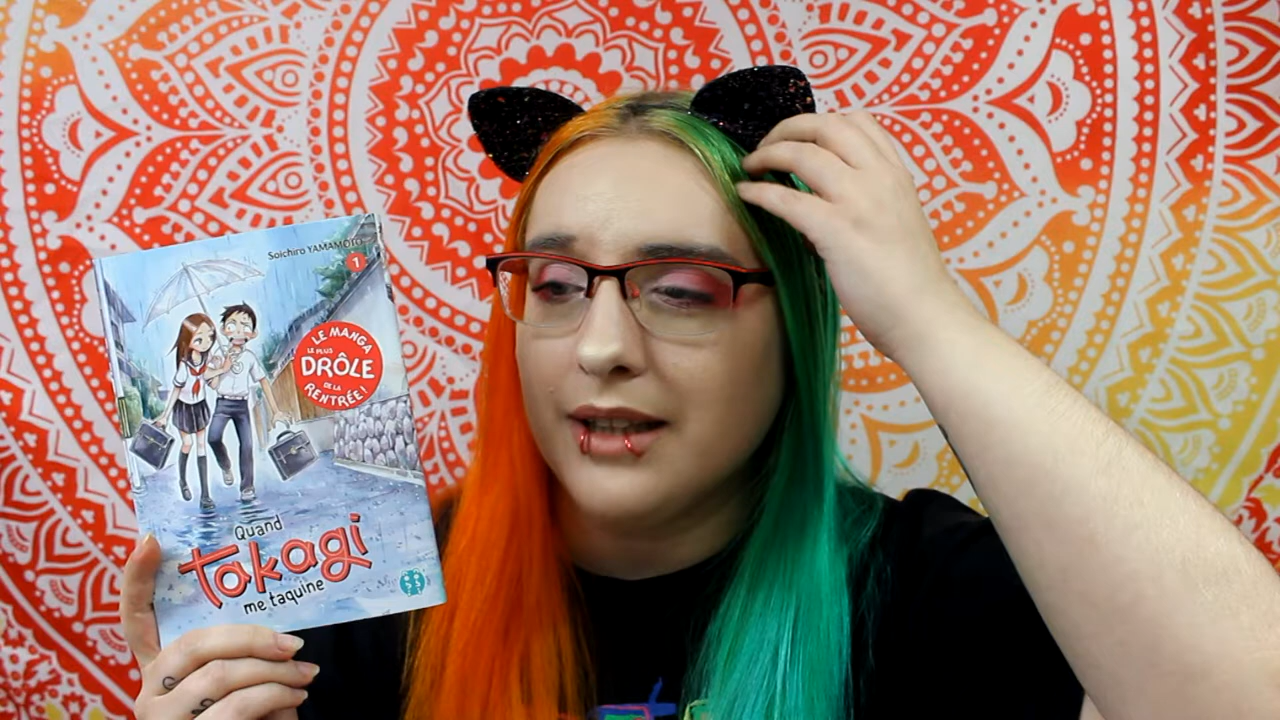 Soichiro YAMAMOTO
1
LE MANGA
LE PLUS
DRÔLE
DE LA
RENTRÉE!
Quand
Takagi
me taquine